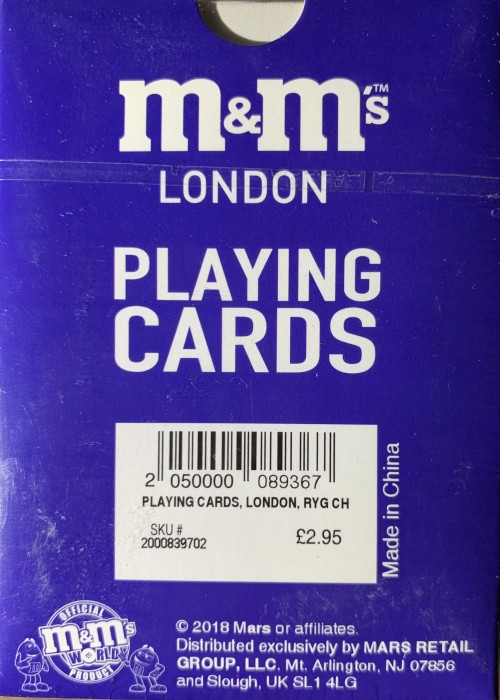 m&m's™
LONDON
PLAYING
CARDS
2 050000 089367
PLAYING CARDS, LONDON, RYG CH
SKU #
2000839702
£2.95
Made in China
OFFICIAL
m&m's
WORLD
PRODUCT
© 2018 Mars or affiliates.
Distributed exclusively by MARS RETAIL
GROUP, LLC. Mt. Arlington, NJ 07856
and Slough, UK SL1 4LG